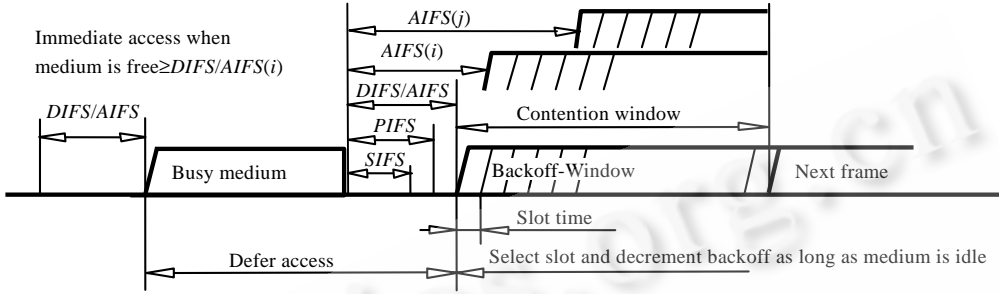 AIFS(j)
Immediate access when
medium is free≥DIFS/AIFS(i)
AIFS(i)
DIFS/AIFS
DIFS/AIFS
PIFS
SIFS
Contention window
Busy medium
Backoff-Window
Next frame
Slot time
Defer access
Select slot and decrement backoff as long as medium is idle
.org.cn